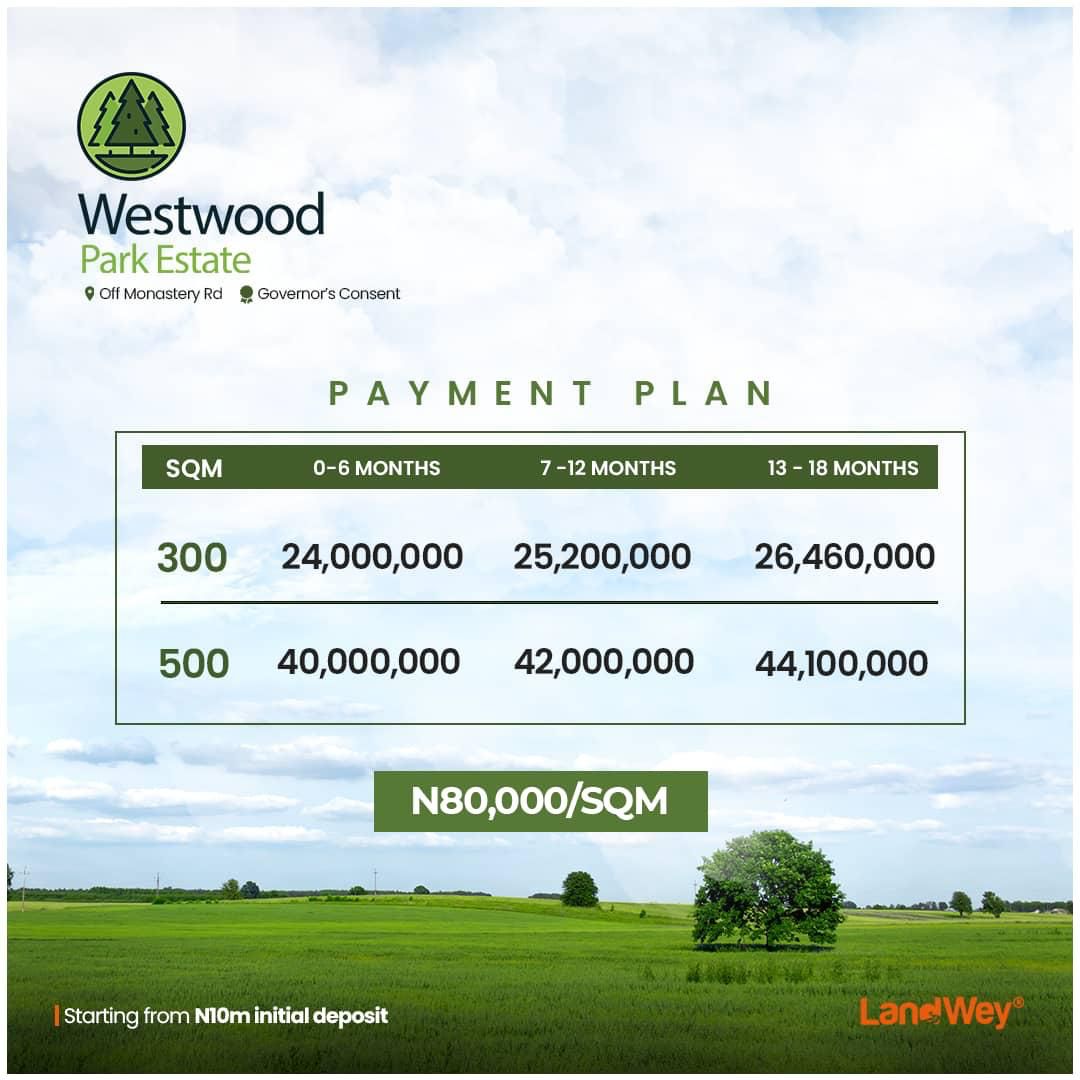 Westwood
Park Estate
Off Monastery Rd Governor's Consent
PAYMENT PLAN
SQM 0-6 MONTHS 7 -12 MONTHS 13 - 18 MONTHS
300 24,000,000 25,200,000 26,460,000
500 40,000,000 42,000,000 44,100,000
N80,000/SQM
Starting from N10m initial deposit
LandWey®